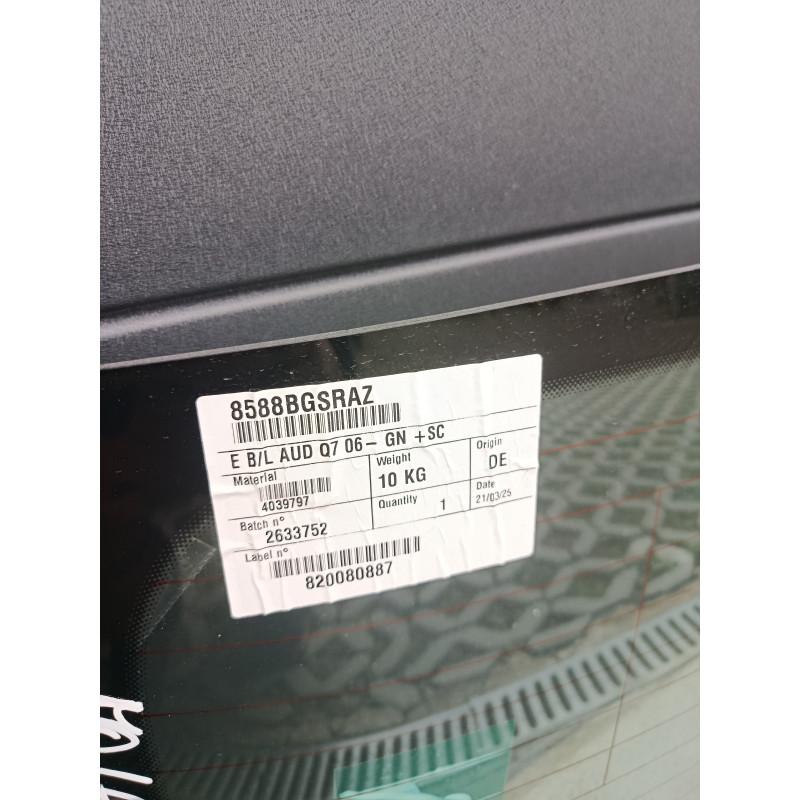 8588BGSRAZ
E B/L AUD Q7 06- GN +SC
Material
4039797
Weight
10 KG
Origin
DE
Batch n°
2633752
Quantity
1
Date
21/03/25
Label n°
820080887